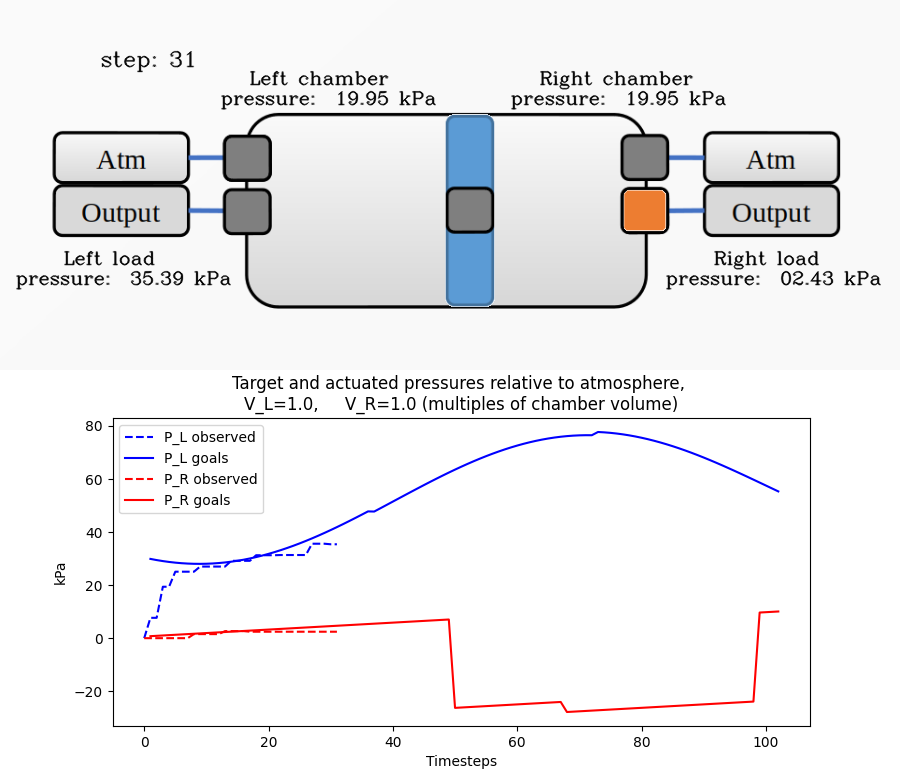 step: 31
Left chamber
pressure: 19.95 kPa
Right chamber
pressure: 19.95 kPa
Atm
Output
Atm
Output
Left load
pressure: 35.39 kPa
Right load
pressure: 02.43 kPa
Target and actuated pressures relative to atmosphere,
V_L=1.0, V_R=1.0 (multiples of chamber volume)
P_L observed
P_L goals
P_R observed
P_R goals
80
60
40
20
0
−20
kPa
0 20 40 60 80 100
Timesteps